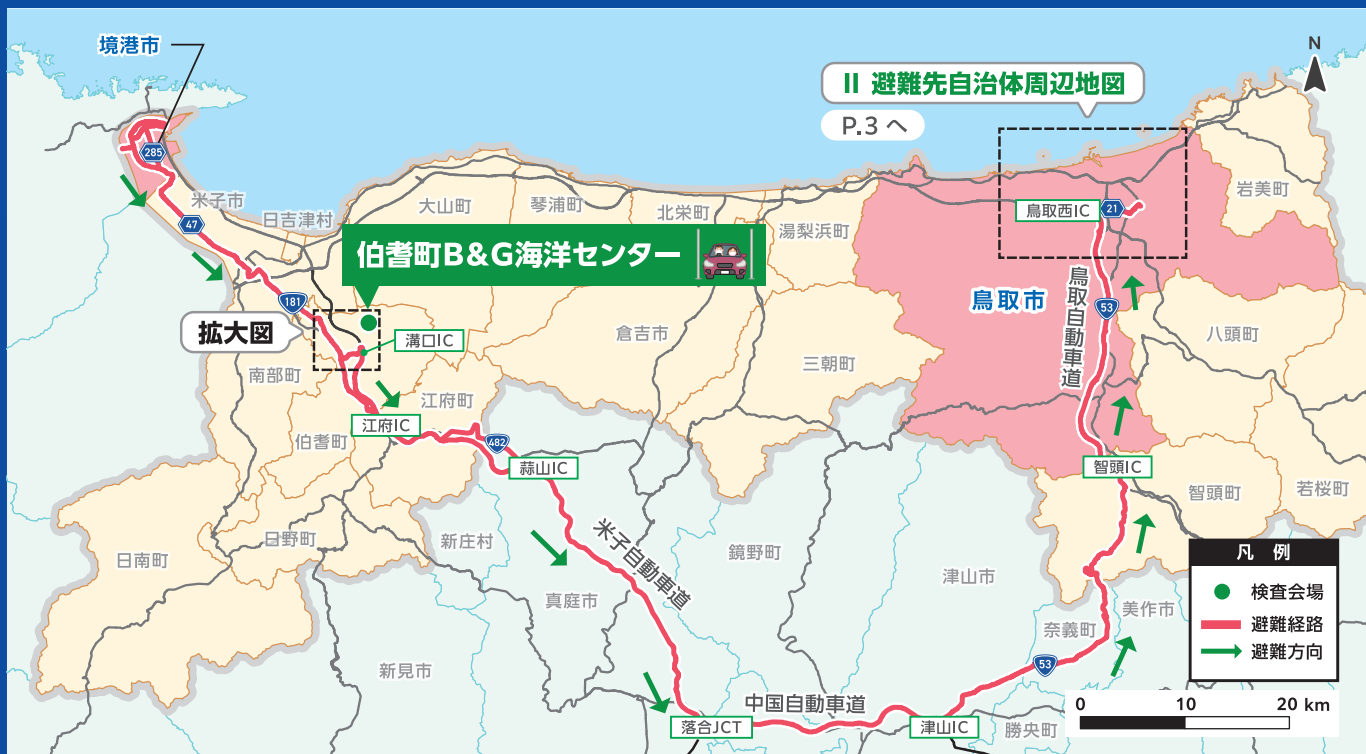 境港市
N
II 避難先自治体周辺地図
P.3 へ
285
米子市
47
日吉津村
大山町
琴浦町
北栄町
湯梨浜町
鳥取西IC
21
岩美町
伯耆町B&G海洋センター
181
拡大図
溝口IC
倉吉市
三朝町
鳥取市
鳥取自動車道
53
八頭町
南部町
江府町
江府IC
伯耆町
482
蒜山IC
智頭IC
智頭町
若桜町
日南町
日野町
新庄村
米子自動車道
鏡野町
津山市
真庭市
美作市
奈義町
新見市
53
中国自動車道
落合JCT
津山IC
勝央町
凡 例
検査会場
避難経路
避難方向
0 10 20 km